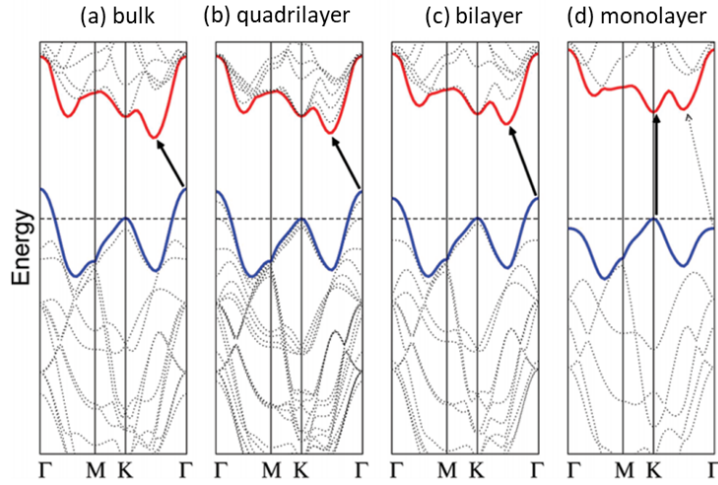 (a) bulk (b) quadrilayer (c) bilayer (d) monolayer
Energy
Γ M K Γ Γ M K Γ Γ M K Γ Γ M K Γ